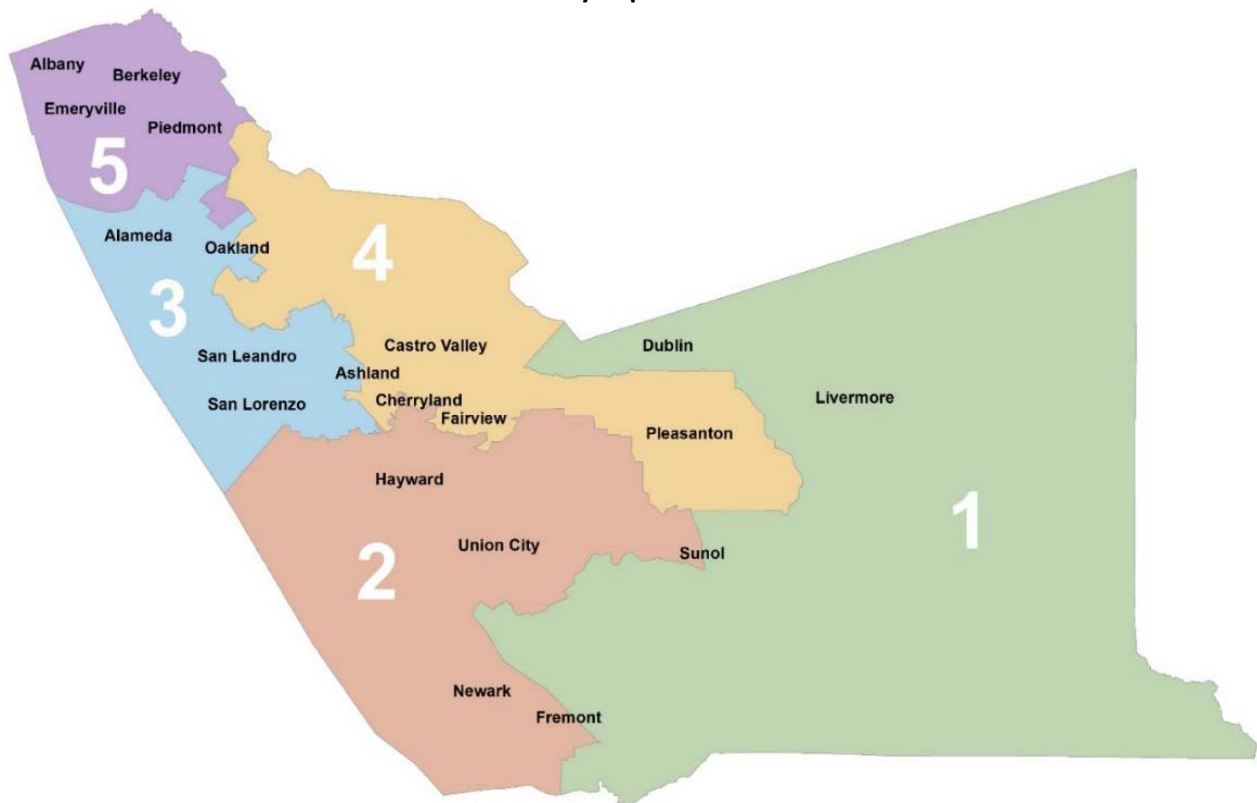 Albany
Berkeley
Emeryville
Piedmont
5
Alameda
Oakland
4
3
Castro Valley
Dublin
San Leandro
Ashland
Livermore
Cherryland
San Lorenzo
Fairview
Pleasanton
Hayward
1
Union City
Sunol
2
Newark
Fremont